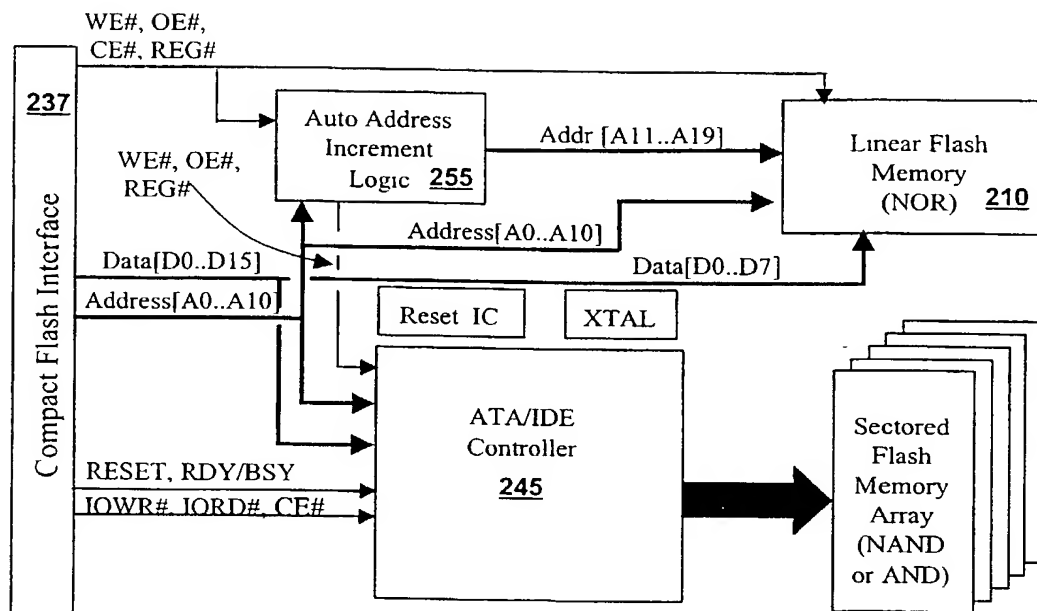 WE#, OE#,
CE#, REG#
237
Compact Flash Interface
Auto Address
Increment
Logic 255
Addr [A11..A19]
Linear Flash
Memory
(NOR) 210
WE#, OE#,
REG#
Address[A0..A10]
Data[D0..D15]
Data[D0..D7]
Address[A0..A10]
Reset IC
XTAL
ATA/IDE
Controller
245
RESET, RDY/BSY
IOWR#, IORD#, CE#
Sectored
Flash
Memory
Array
(NAND
or AND)